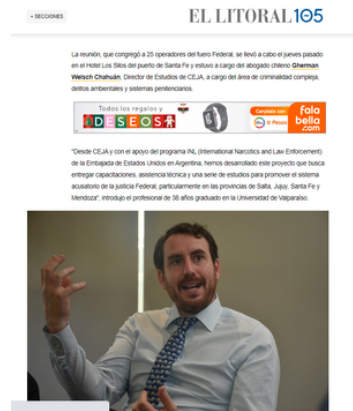 + SECCIONES
EL LITORAL 105
La reunión, que congregó a 25 operadores del fuero Federal, se llevó a cabo el jueves pasado
en el Hotel Los Silos del puerto de Santa Fe y estuvo a cargo del abogado chileno Gherman
Welsch Chahuán, Director de Estudios de CEJA, a cargo del área de criminalidad compleja,
delitos ambientales y sistemas penitenciarios.
Todos los regalos y
DESEOS
fala
bella
.com
"Desde CEJA y con el apoyo del programa INL (International Narcotics and Law Enforcement)
de la Embajada de Estados Unidos en Argentina, hemos desarrollado este proyecto que busca
entregar capacitaciones, asistencia técnica y una serie de estudios para promover el sistema
acusatorio de la justicia Federal, particularmente en las provincias de Salta, Jujuy, Santa Fe y
Mendoza", introdujo el profesional de 38 años graduado en la Universidad de Valparaíso.